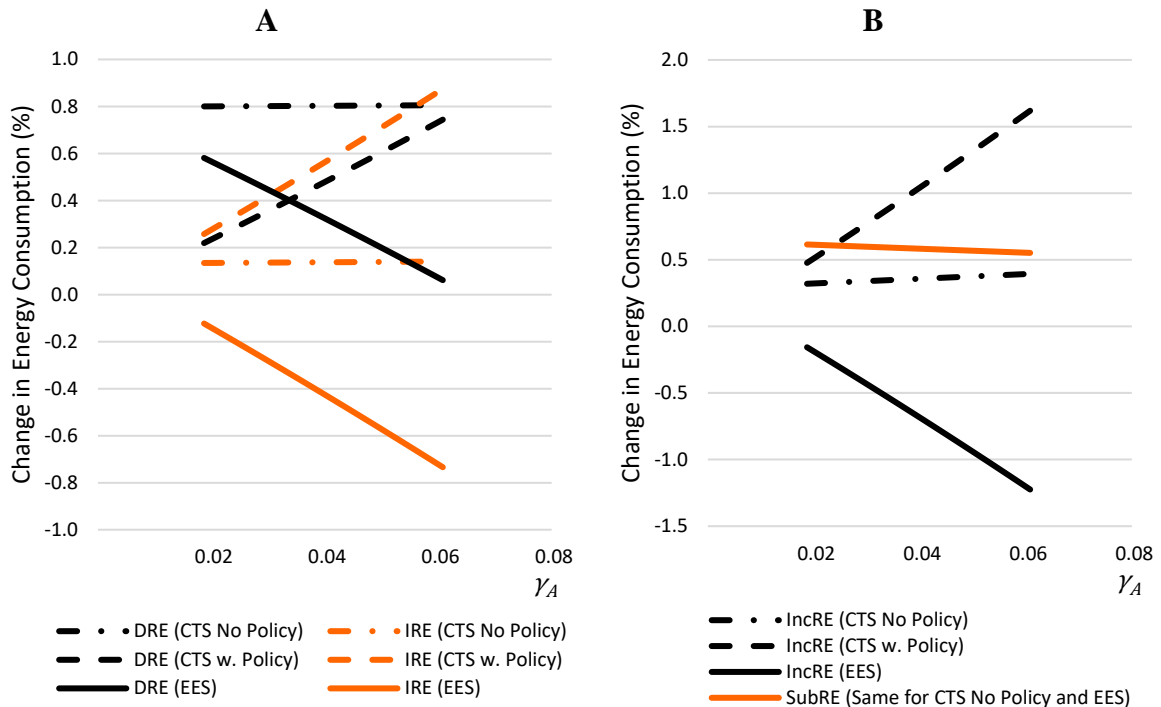 A
Change in Energy Consumption (%)
1.0
0.8
0.6
0.4
0.2
0.0
-0.2
-0.4
-0.6
-0.8
-1.0
0.02 0.04 0.06 0.08
γA
DRE (CTS No Policy) IRE (CTS No Policy)
DRE (CTS w. Policy) IRE (CTS w. Policy)
DRE (EES) IRE (EES)
B
Change in Energy Consumption (%)
2.0
1.5
1.0
0.5
0.0
-0.5
-1.0
-1.5
0.02 0.04 0.06 0.08
γA
IncRE (CTS No Policy)
IncRE (CTS w. Policy)
IncRE (EES)
SubRE (Same for CTS No Policy and EES)